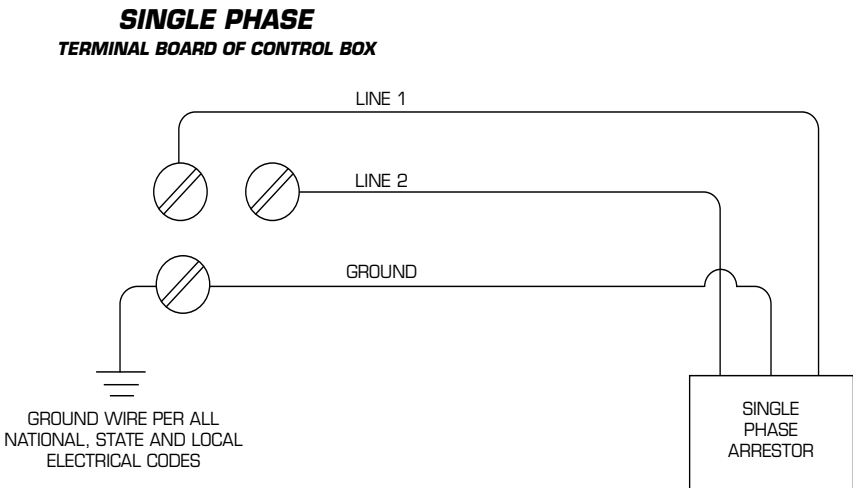 SINGLE PHASE
TERMINAL BOARD OF CONTROL BOX
LINE 1
LINE 2
GROUND
GROUND WIRE PER ALL
NATIONAL, STATE AND LOCAL
ELECTRICAL CODES
SINGLE
PHASE
ARRESTOR